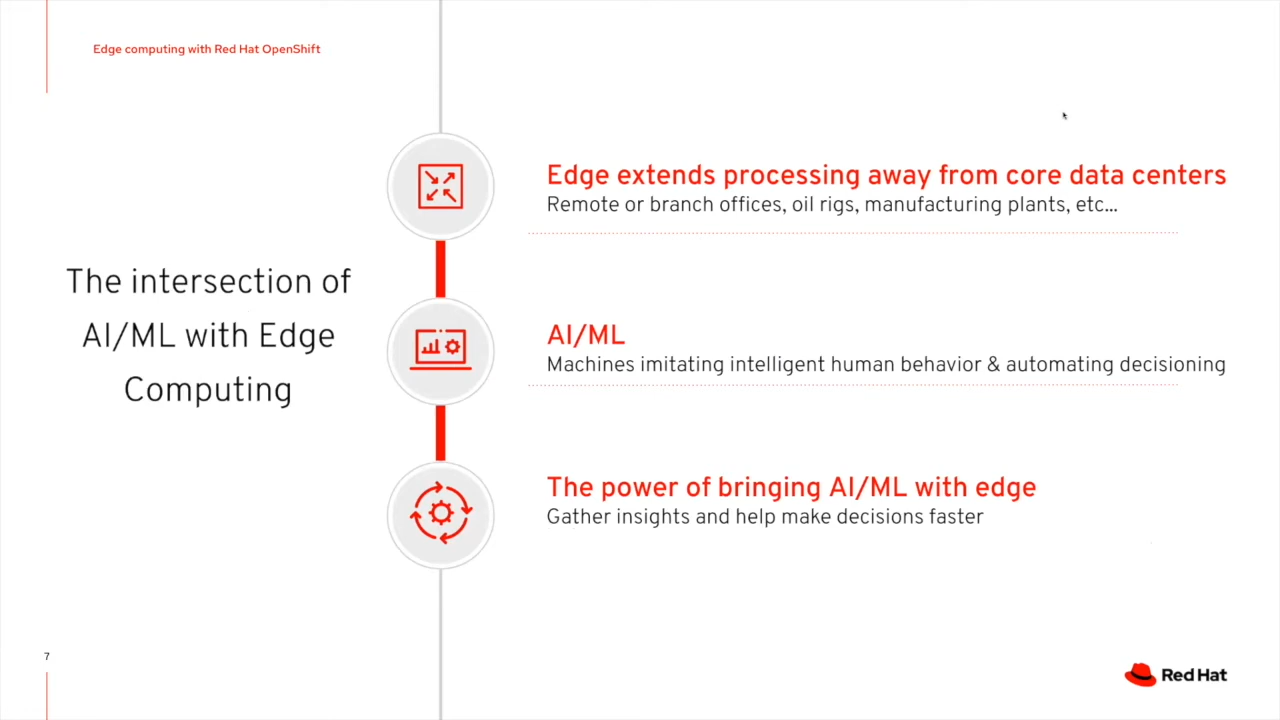 Edge computing with Red Hat OpenShift
The intersection of
AI/ML with Edge
Computing
Edge extends processing away from core data centers
Remote or branch offices, oil rigs, manufacturing plants, etc...
AI/ML
Machines imitating intelligent human behavior & automating decisioning
The power of bringing AI/ML with edge
Gather insights and help make decisions faster
7
Red Hat